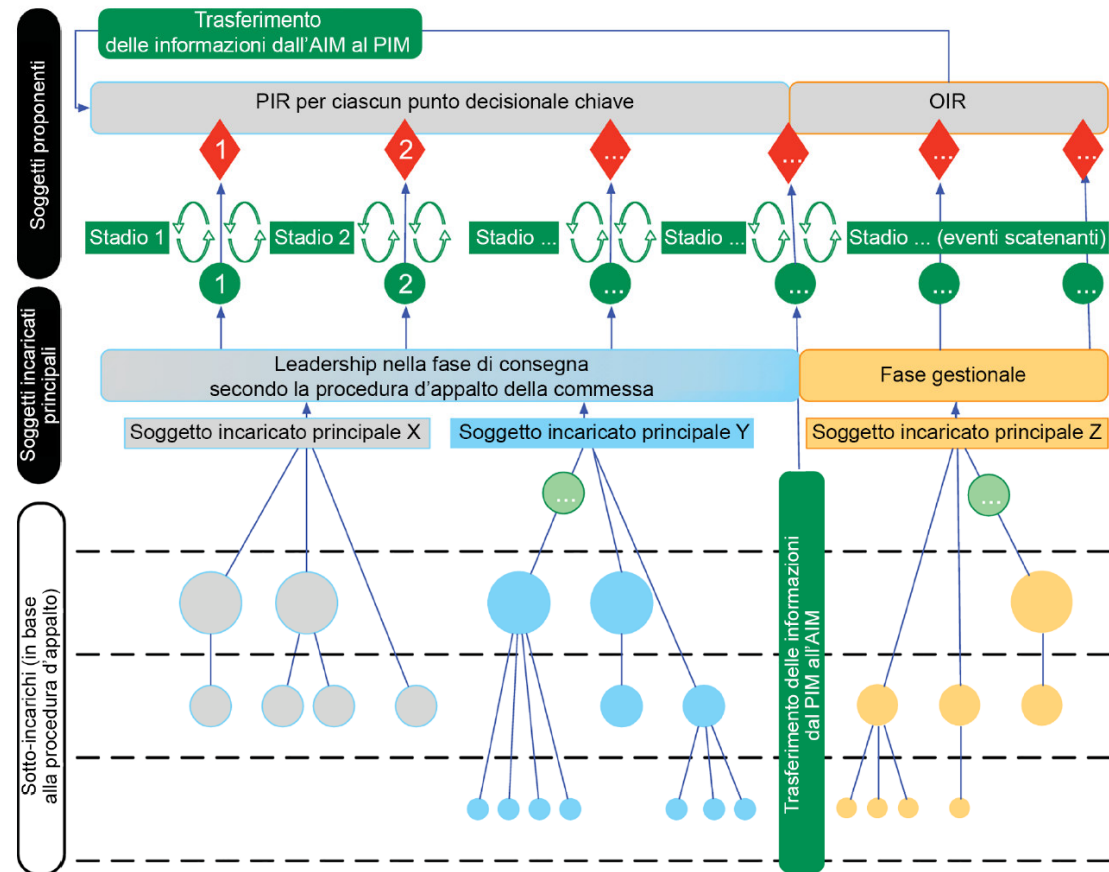 Trasferimento
delle informazioni dall'AIM al PIM
Soggetti proponenti
PIR per ciascun punto decisionale chiave
OIR
1
2
...
...
...
...
Stadio 1
Stadio 2
Stadio ...
Stadio ...
Stadio ... (eventi scatenanti)
1
2
...
...
...
...
Soggetti incaricati
principali
Leadership nella fase di consegna
secondo la procedura d'appalto della commessa
Fase gestionale
Soggetto incaricato principale X
Soggetto incaricato principale Y
Soggetto incaricato principale Z
...
...
Sotto-incarichi (in base
alla procedura d'appalto)
Trasferimento delle informazioni
dal PIM all'AIM